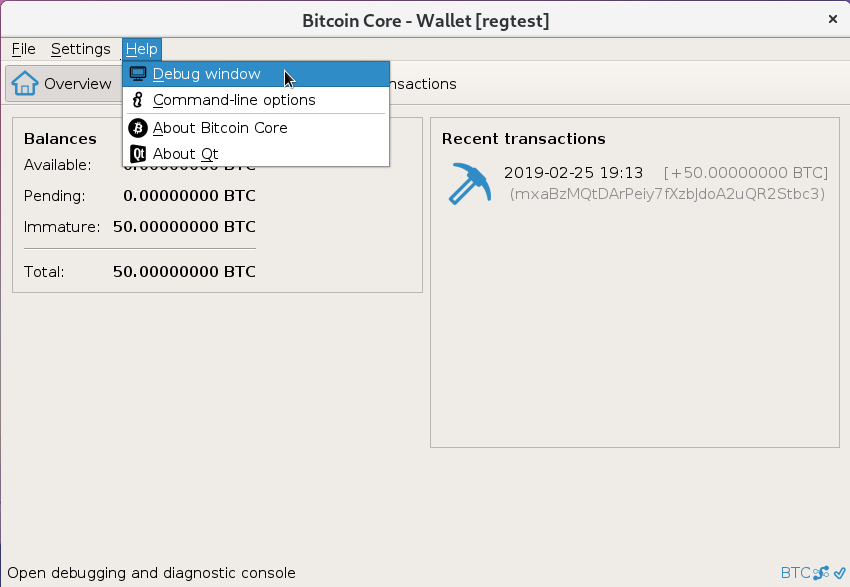 Bitcoin Core - Wallet [regtest]
File Settings Help
Overview
Debug window
Command-line options
About Bitcoin Core
Qt About Qt
Balances
Available: 0.00000000 BTC
Pending: 0.00000000 BTC
Immature: 50.00000000 BTC
Total: 50.00000000 BTC
Recent transactions
2019-02-25 19:13 [+50.00000000 BTC]
(mxaBzMQtDArPeiy7fXzbJdoA2uQR2Stbc3)
Open debugging and diagnostic console
BTC